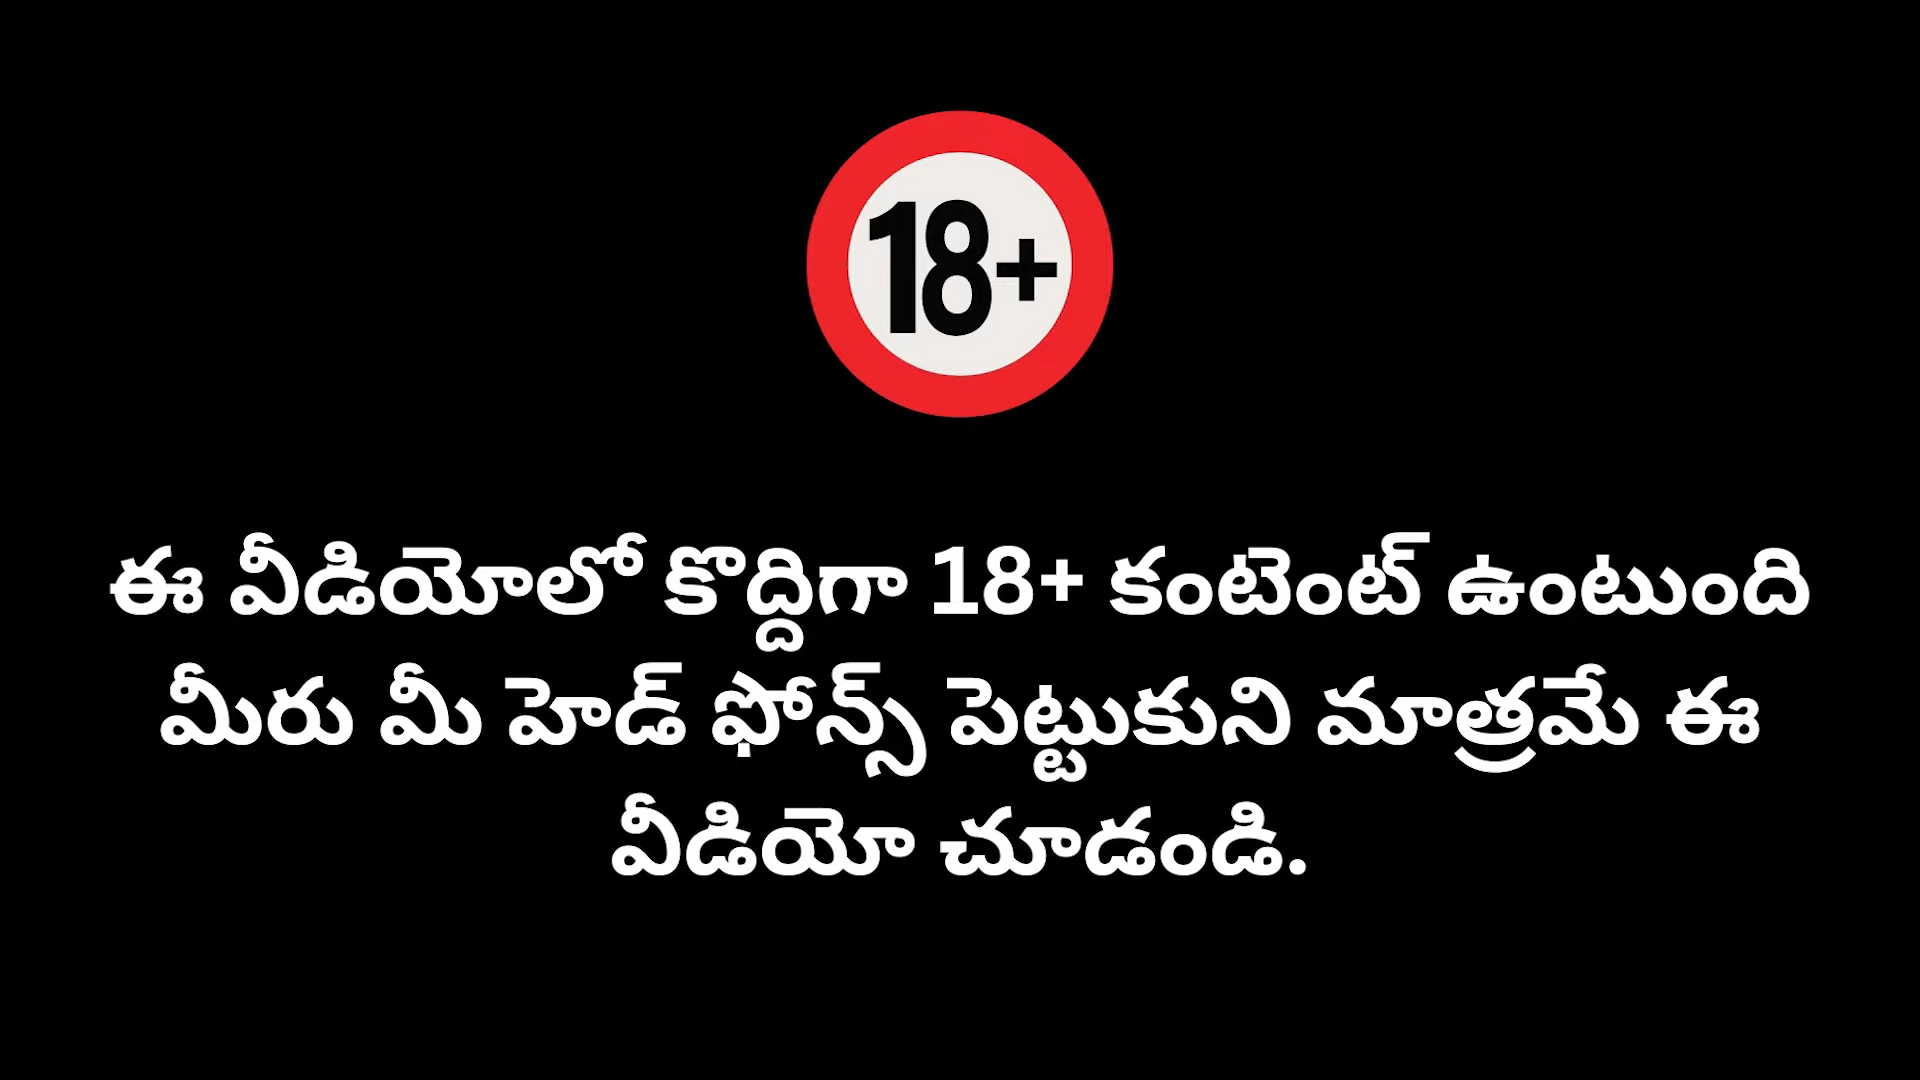 18+
ఈ వీడియోలో కొద్దిగా 18+ కంటెంట్ ఉంటుంది
మీరు మీ హెడ్ ఫోన్స్ పెట్టుకుని మాత్రమే ఈ
వీడియో చూడండి.